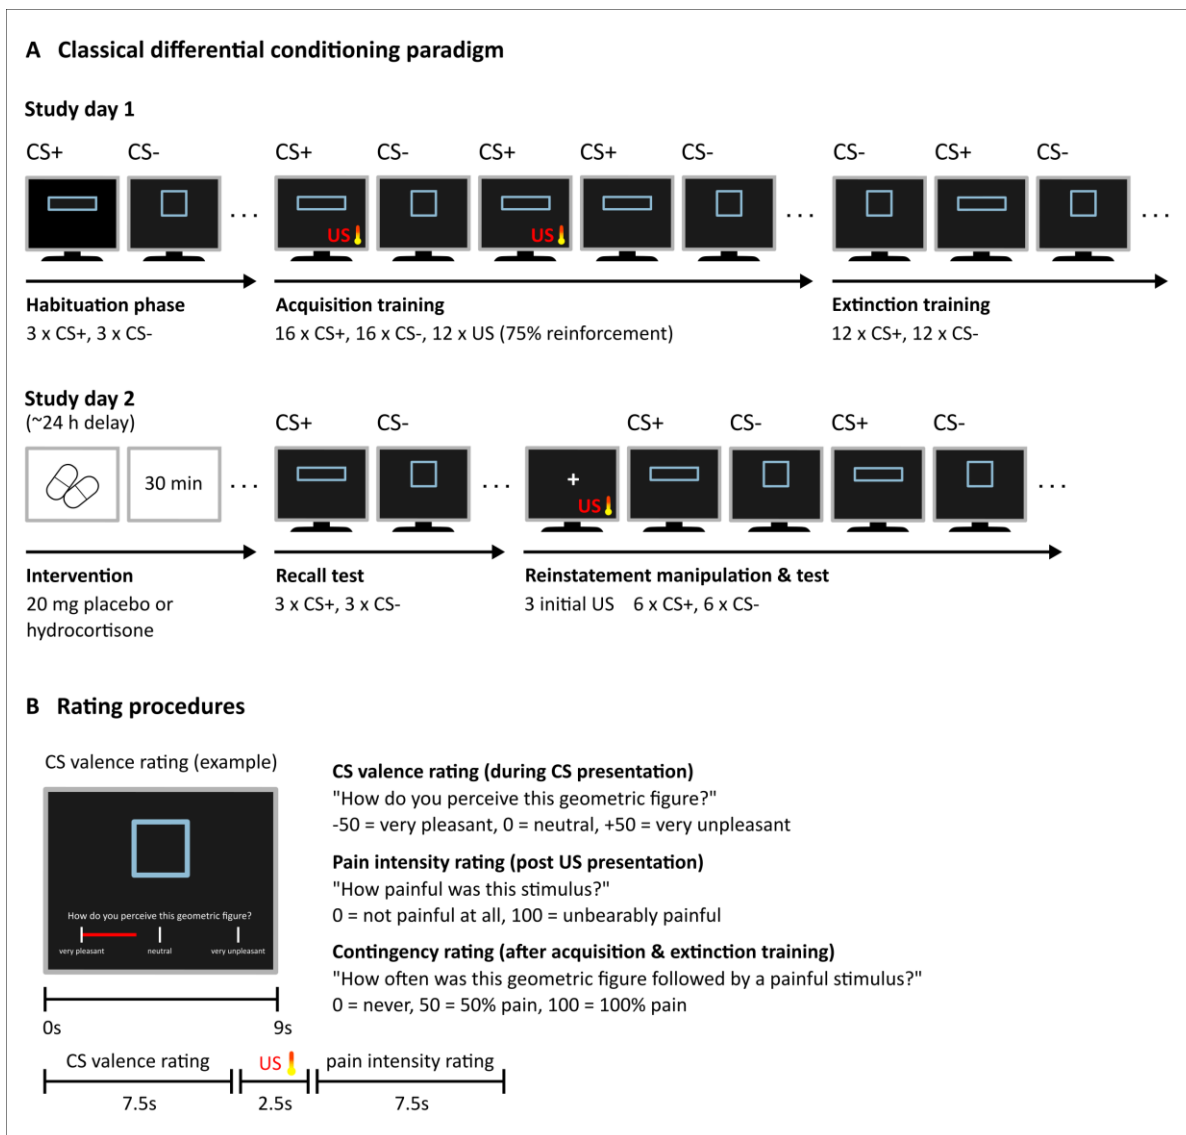 A Classical differential conditioning paradigm
Study day 1
CS+ CS- CS+ CS- CS+ CS+ CS- CS- CS+ CS-
... US US ... ...
Habituation phase Acquisition training Extinction training
3 x CS+, 3 x CS- 16 x CS+, 16 x CS-, 12 x US (75% reinforcement) 12 x CS+, 12 x CS-
Study day 2
(~24 h delay)
CS+ CS- CS+ CS- CS+ CS-
30 min ... ... + US ...
Intervention Recall test Reinstatement manipulation & test
20 mg placebo or 3 x CS+, 3 x CS- 3 initial US 6 x CS+, 6 x CS-
hydrocortisone
B Rating procedures
CS valence rating (example)
How do you perceive this geometric figure?
very pleasant neutral very unpleasant
0s 9s
CS valence rating US pain intensity rating
7.5s 2.5s 7.5s
CS valence rating (during CS presentation)
"How do you perceive this geometric figure?"
-50 = very pleasant, 0 = neutral, +50 = very unpleasant
Pain intensity rating (post US presentation)
"How painful was this stimulus?"
0 = not painful at all, 100 = unbearably painful
Contingency rating (after acquisition & extinction training)
"How often was this geometric figure followed by a painful stimulus?"
0 = never, 50 = 50% pain, 100 = 100% pain